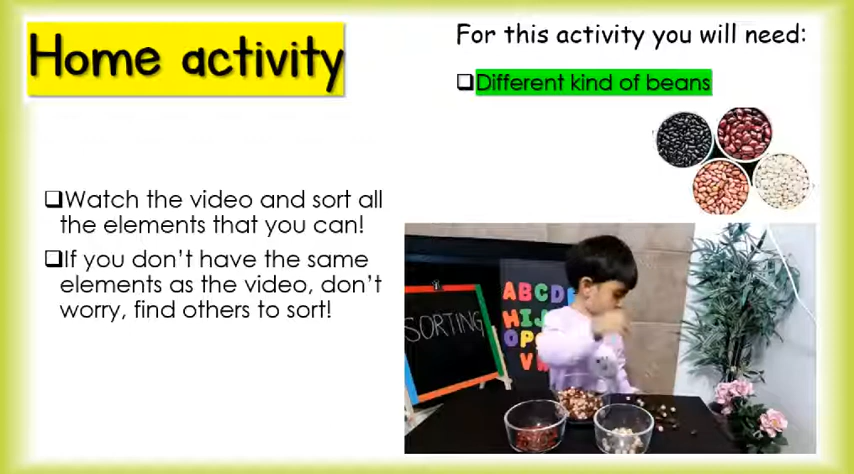 Home activity
For this activity you will need:
Different kind of beans
Watch the video and sort all
the elements that you can!
If you don't have the same
elements as the video, don't
worry, find others to sort!
SORTING
ABCD
HIJ
OP
V